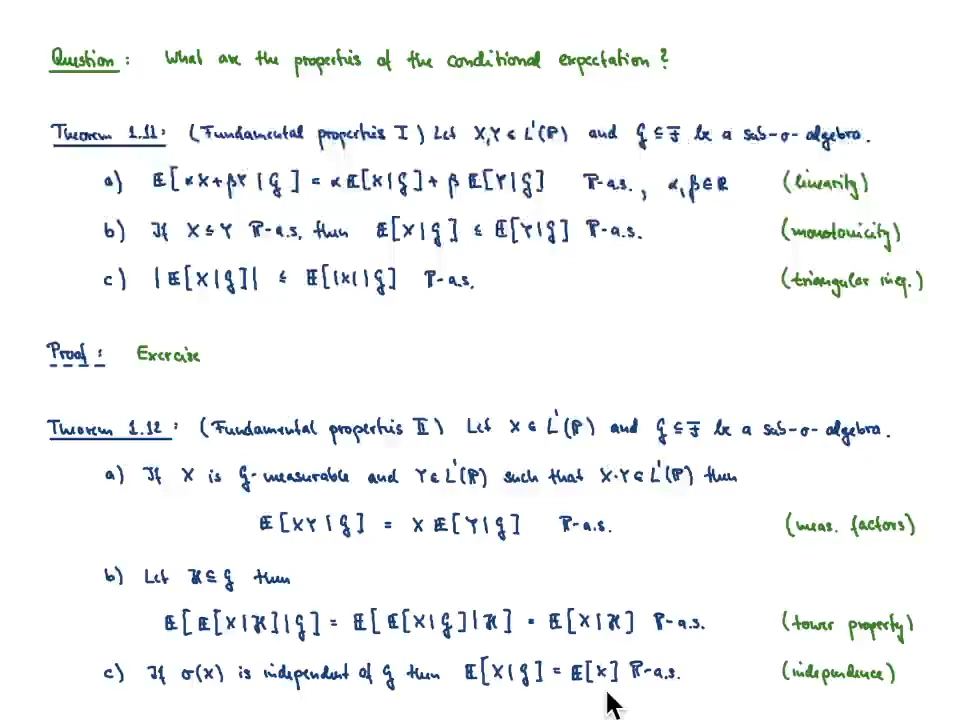 Question: What are the properties of the conditional expectation?
Theorem 1.11: (Fundamental properties I) Let X,Y ∈ L¹(ℙ) and 𝒢 ⊆ ℱ be a sub-σ-algebra.
a) 𝔼[αX+βY|𝒢] = α𝔼[X|𝒢] + β 𝔼[Y|𝒢] ℙ-a.s., α,β∈ℝ (linearity)
b) If X≤Y ℙ-a.s, then 𝔼[X|𝒢] ≤ 𝔼[Y|𝒢] ℙ-a.s. (monotonicity)
c) |𝔼[X|𝒢]| ≤ 𝔼[|X||𝒢] ℙ-a.s. (triangular ineq.)
Proof: Exercise
Theorem 1.12: (Fundamental properties II) Let X ∈ L¹(ℙ) and 𝒢 ⊆ ℱ be a sub-σ-algebra.
a) If X is 𝒢-measurable and Y∈L¹(ℙ) such that X·Y∈L¹(ℙ) then
𝔼[XY|𝒢] = X 𝔼[Y|𝒢] ℙ-a.s. (meas. factors)
b) Let ℋ⊆𝒢 then
𝔼[𝔼[X|ℋ]|𝒢] = 𝔼[𝔼[X|𝒢]|ℋ] = 𝔼[X|ℋ] ℙ-a.s. (tower property)
c) If σ(X) is independent of 𝒢 then 𝔼[X|𝒢] = 𝔼[X] ℙ-a.s. (independence)